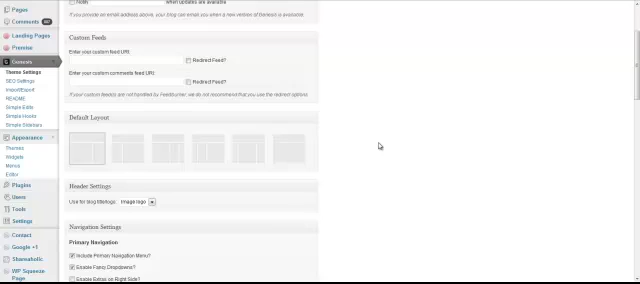 Pages
Comments
Landing Pages
Premise
Genesis
Theme Settings
SEO Settings
Import/Export
README
Simple Edits
Simple Hooks
Simple Sidebars
Appearance
Themes
Widgets
Menus
Editor
Plugins
Users
Tools
Settings
Contact
Google +1
Shareaholic
WP Squeeze
Page
Notify
when updates are available
If you provide an email address above, your blog can email you when a new version of Genesis is available.
Custom Feeds
Enter your custom feed URI:
Redirect Feed?
Enter your custom comments feed URI:
Redirect Feed?
If your custom feed(s) are not handled by Feedburner, we do not recommend that you use the redirect options.
Default Layout
Header Settings
Use for blog title/logo: Image logo
Navigation Settings
Primary Navigation
Include Primary Navigation Menu?
Enable Fancy Dropdowns?
Enable Extras on Right Side?